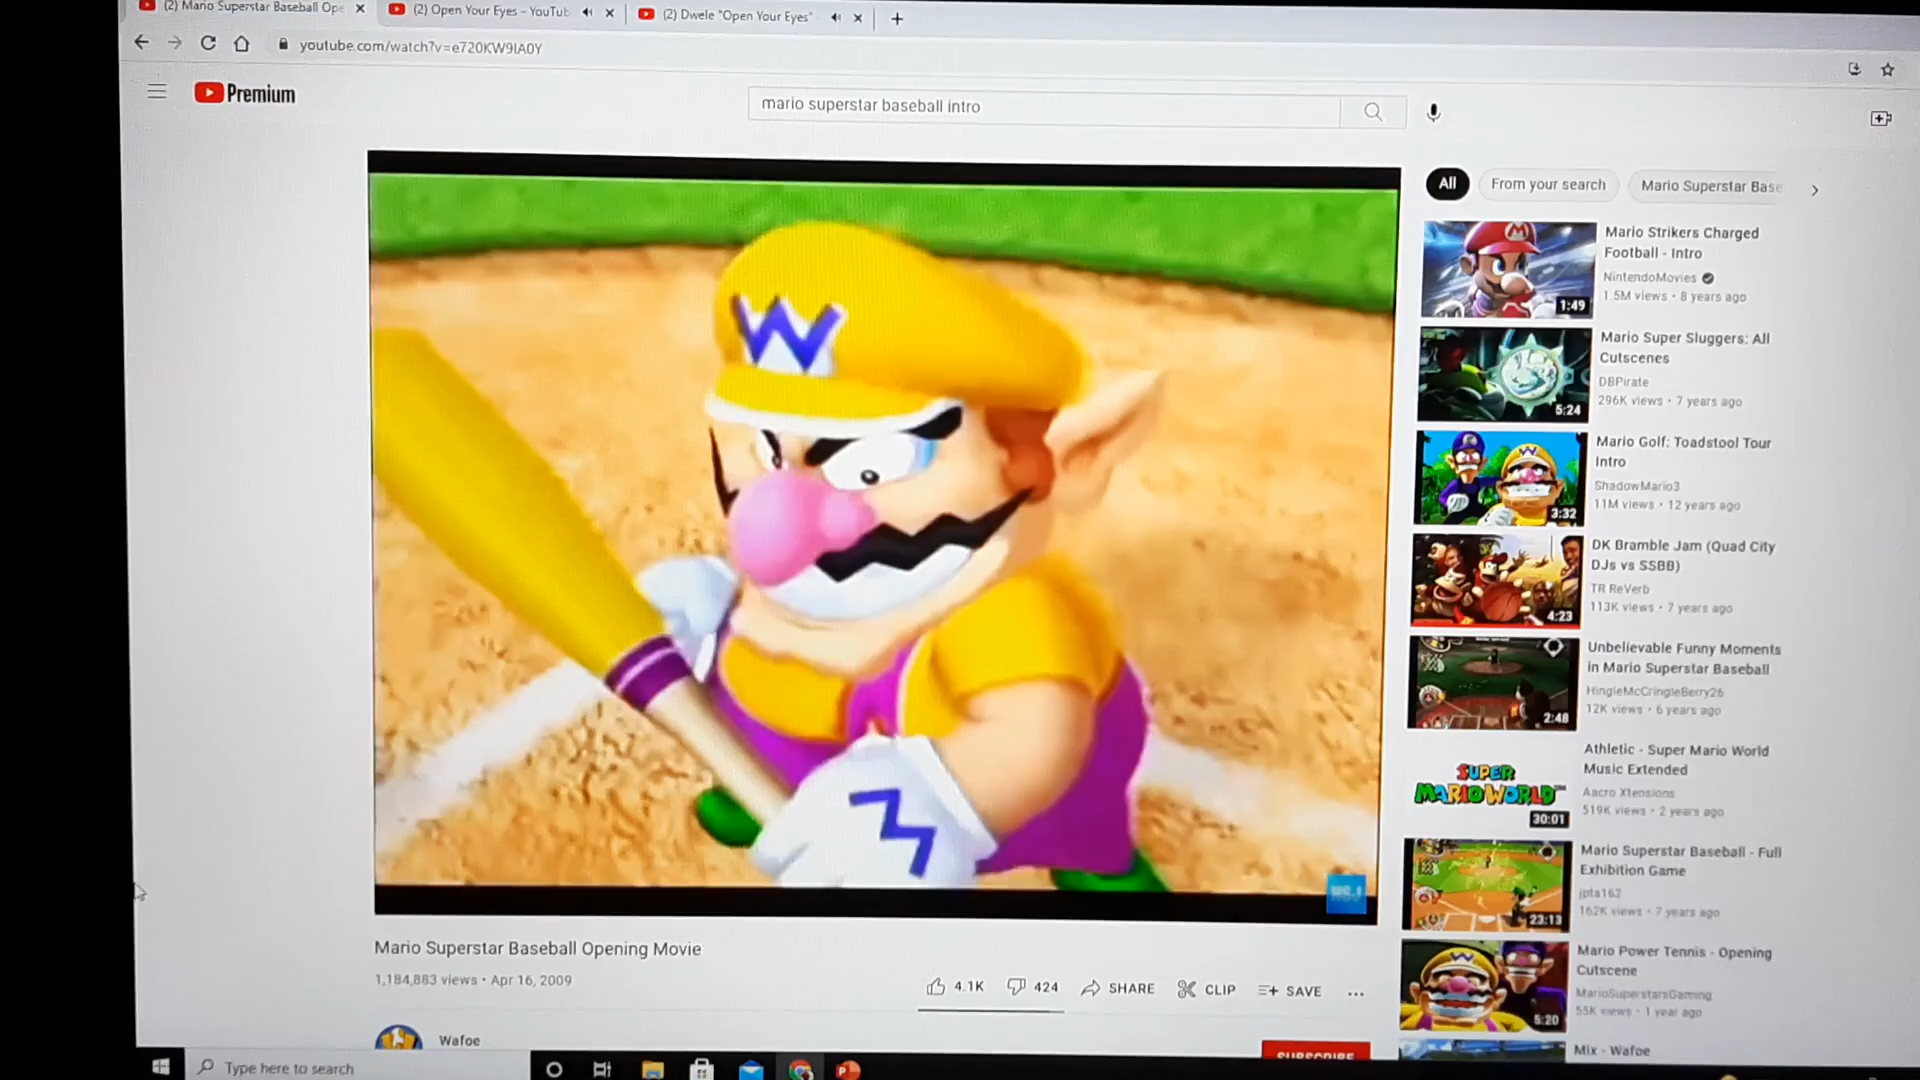 (2) Mario Superstar Baseball Ope
(2) Open Your Eyes - YouTub
(2) Dwele "Open Your Eyes"
youtube.com/watch?v=e720KW9IA0Y
Premium
mario superstar baseball intro
All
From your search
Mario Superstar Base
W
M
Mario Strikers Charged
Football - Intro
NintendoMovies
1.5M views • 8 years ago
1:49
Mario Super Sluggers: All
Cutscenes
DBPirate
296K views • 7 years ago
5:24
Mario Golf: Toadstool Tour
Intro
ShadowMario3
11M views • 12 years ago
3:32
DK Bramble Jam (Quad City
DJs vs SSBB)
TR ReVerb
113K views • 7 years ago
4:23
Unbelievable Funny Moments
in Mario Superstar Baseball
HingleMcCringleBerry26
12K views • 6 years ago
2:48
Athletic - Super Mario World
Music Extended
Aacro Xtensions
519K views • 2 years ago
SUPER
MARIO WORLD
30:01
Mario Superstar Baseball - Full
Exhibition Game
jpts162
162K views • 7 years ago
23:13
Mario Power Tennis - Opening
Cutscene
MarioSuperstarsGaming
55K views • 1 year ago
5:20
Mix - Wafoe
Mario Superstar Baseball Opening Movie
1,184,883 views • Apr 16, 2009
4.1K
424
SHARE
CLIP
SAVE
Wafoe
SUBSCRIBE
Type here to search